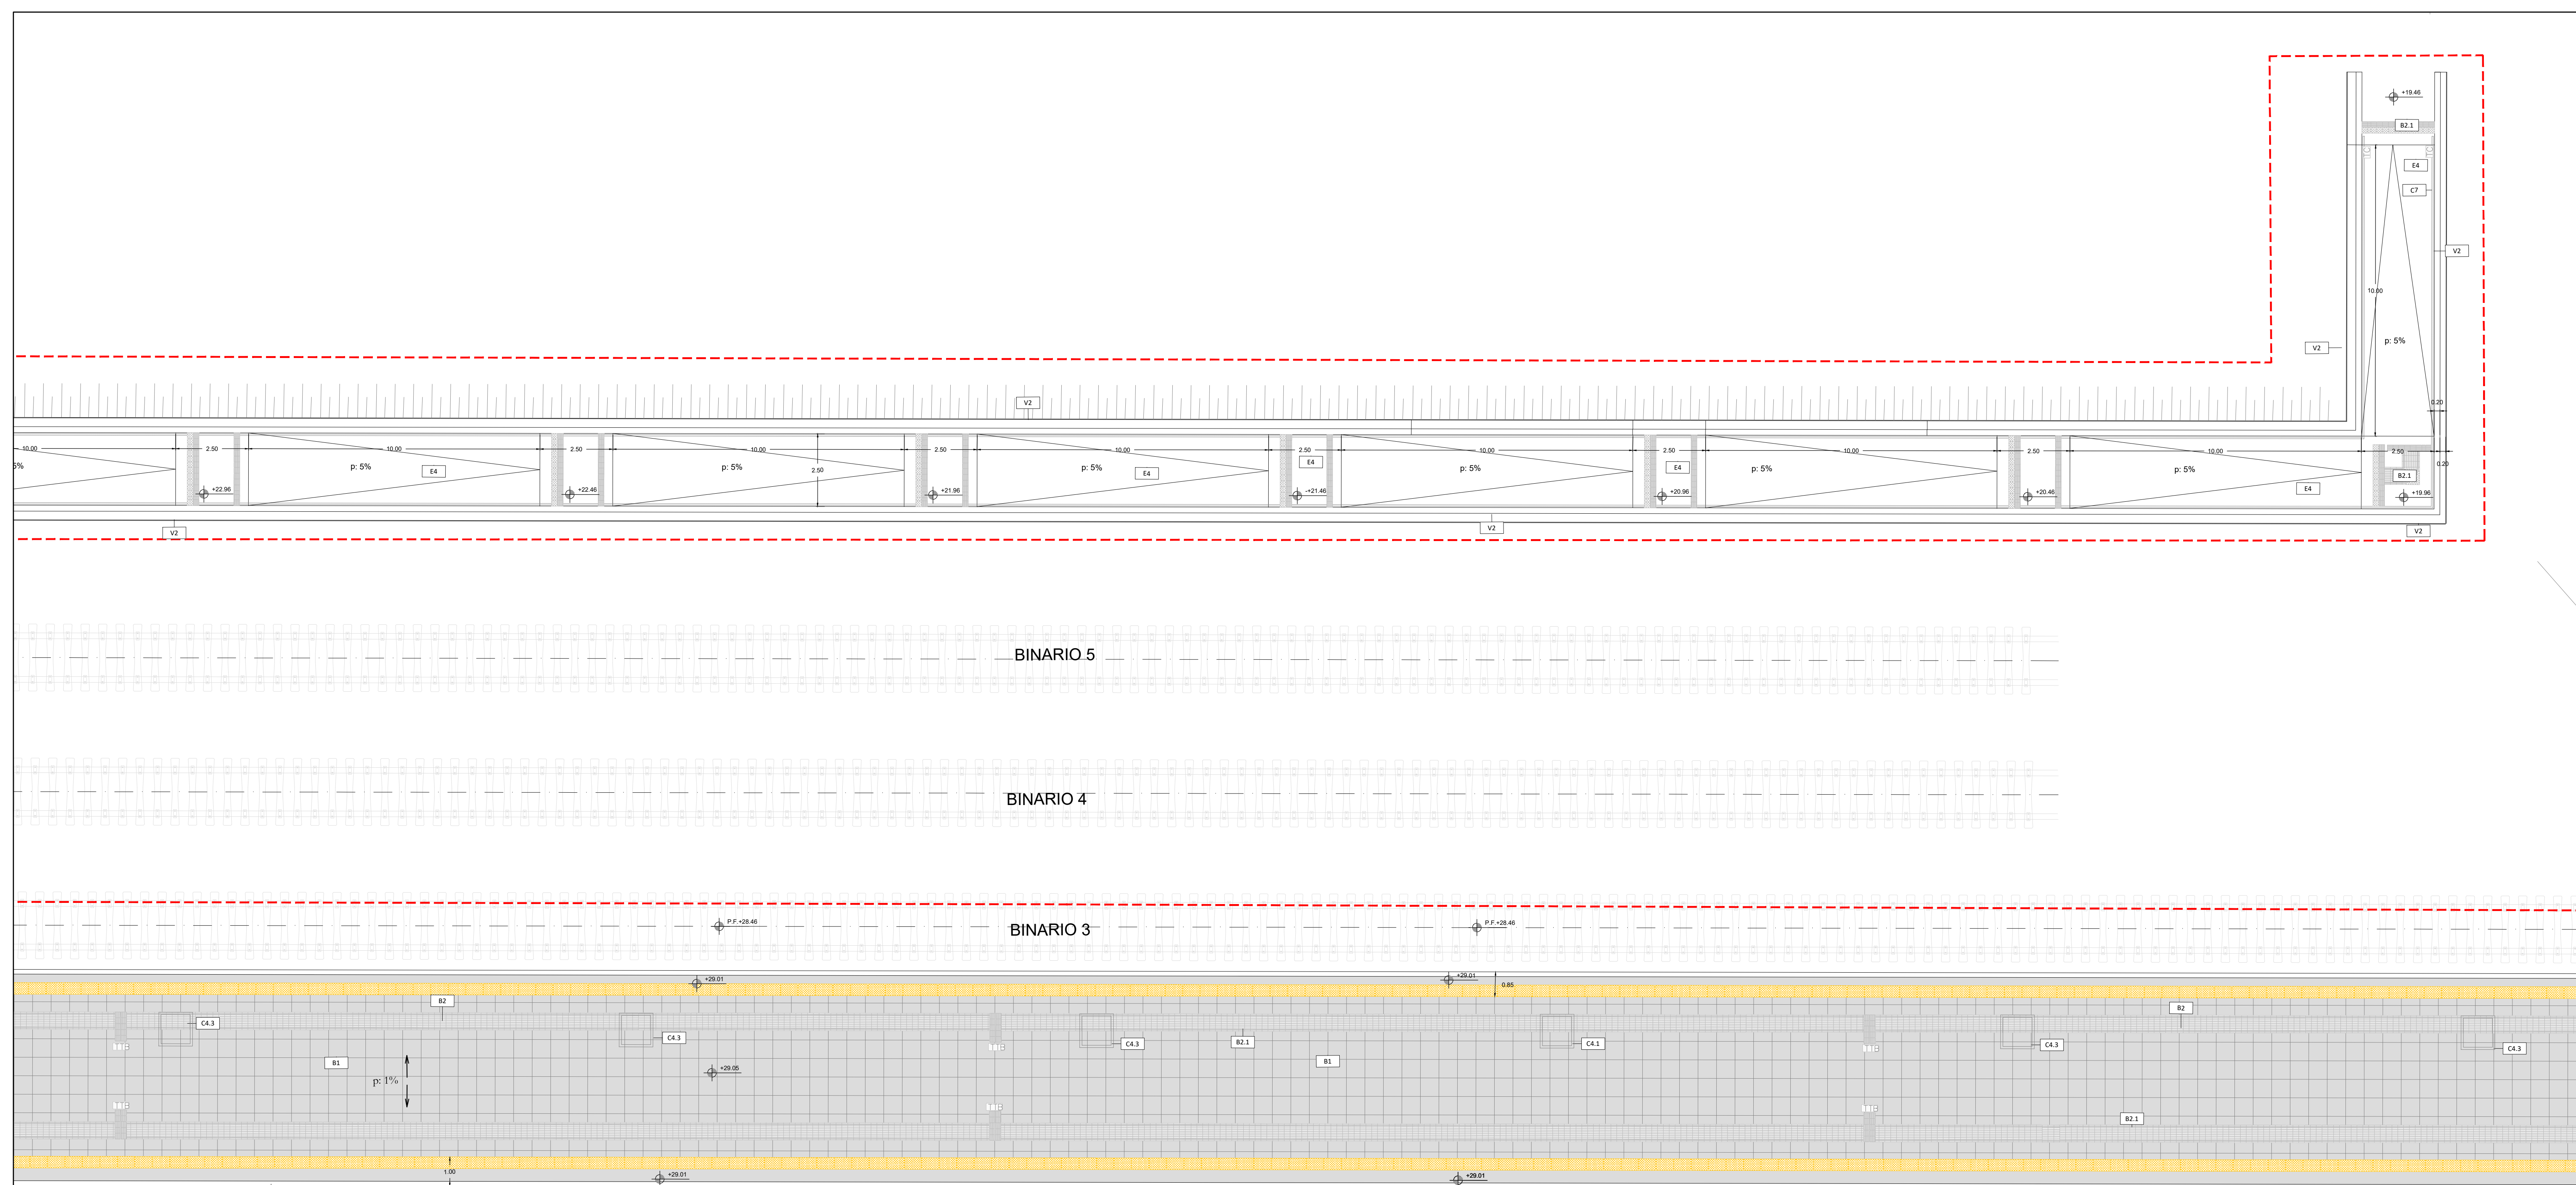 +19.46
B2.1
E4
C7
V2
10.00
p: 5%
V2
0.20
V2
10.00
2.50
10.00
2.50
10.00
2.50
10.00
2.50
10.00
2.50
10.00
2.50
10.00
2.50
0.20
5%
p: 5%
E4
p: 5%
2.50
p: 5%
E4
E4
p: 5%
E4
p: 5%
p: 5%
E4
B2.1
+22.96
+22.46
+21.96
-+21.46
+20.96
+20.46
+19.96
V2
V2
V2
BINARIO 5
BINARIO 4
BINARIO 3
P.F.+28.46
P.F.+28.46
+29.01
+29.01
0.85
B2
B2
C4.3
C4.3
C4.3
B2.1
C4.1
C4.3
C4.3
B1
B1
p: 1%
+29.05
B2.1
1.00
+29.01
+29.01